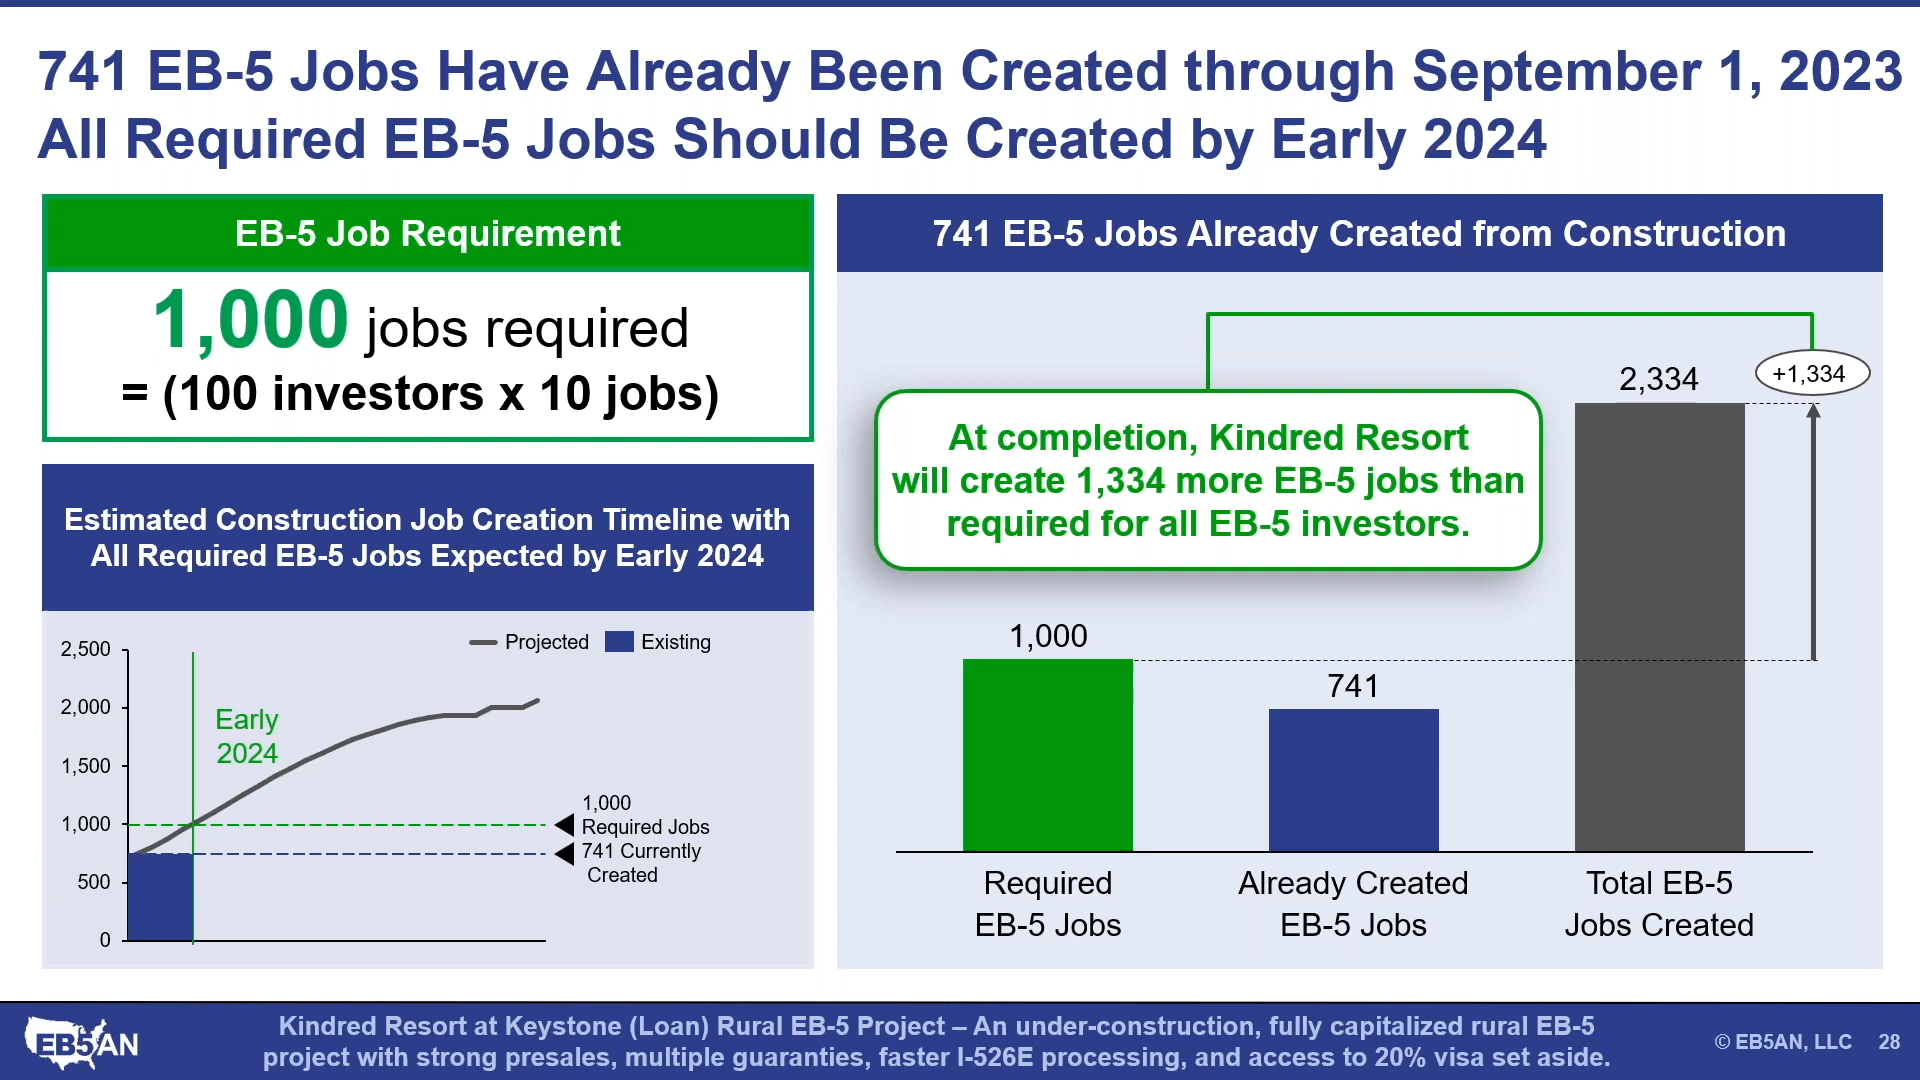 741 EB-5 Jobs Have Already Been Created through September 1, 2023
All Required EB-5 Jobs Should Be Created by Early 2024
EB-5 Job Requirement
1,000 jobs required
= (100 investors x 10 jobs)
Estimated Construction Job Creation Timeline with
All Required EB-5 Jobs Expected by Early 2024
Projected
Existing
2,500
2,000
1,500
1,000
500
0
Early
2024
1,000
Required Jobs
741 Currently
Created
741 EB-5 Jobs Already Created from Construction
At completion, Kindred Resort
will create 1,334 more EB-5 jobs than
required for all EB-5 investors.
1,000
741
2,334
+1,334
Required
EB-5 Jobs
Already Created
EB-5 Jobs
Total EB-5
Jobs Created
EB5AN
Kindred Resort at Keystone (Loan) Rural EB-5 Project – An under-construction, fully capitalized rural EB-5
project with strong presales, multiple guaranties, faster I-526E processing, and access to 20% visa set aside.
© EB5AN, LLC
28